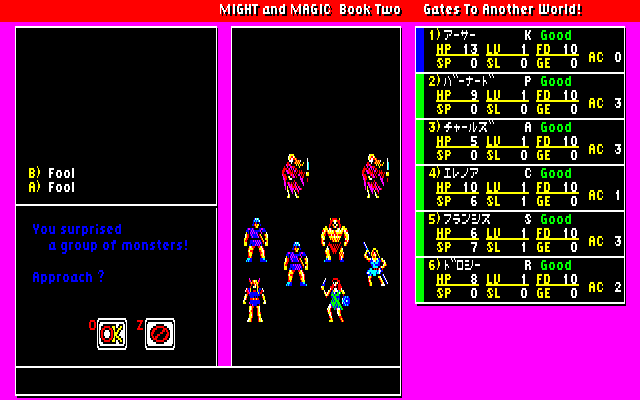 MIGHT and MAGIC Book Two Gates To Another World!
B) Fool
A) Fool
You surprised
a group of monsters!
Approach ?
O OK Z
1) アーサー K Good
HP 13 LV 1 FD 10
SP 0 SL 0 GE 0 AC 0
2) バーナード P Good
HP 9 LV 1 FD 10
SP 0 SL 0 GE 0 AC 3
3) チャールズ A Good
HP 5 LV 1 FD 10
SP 0 SL 0 GE 0 AC 3
4) エレノア C Good
HP 10 LV 1 FD 10
SP 6 SL 1 GE 0 AC 1
5) フランシス S Good
HP 6 LV 1 FD 10
SP 7 SL 1 GE 0 AC 3
6) ドロシー R Good
HP 8 LV 1 FD 10
SP 0 SL 0 GE 0 AC 2